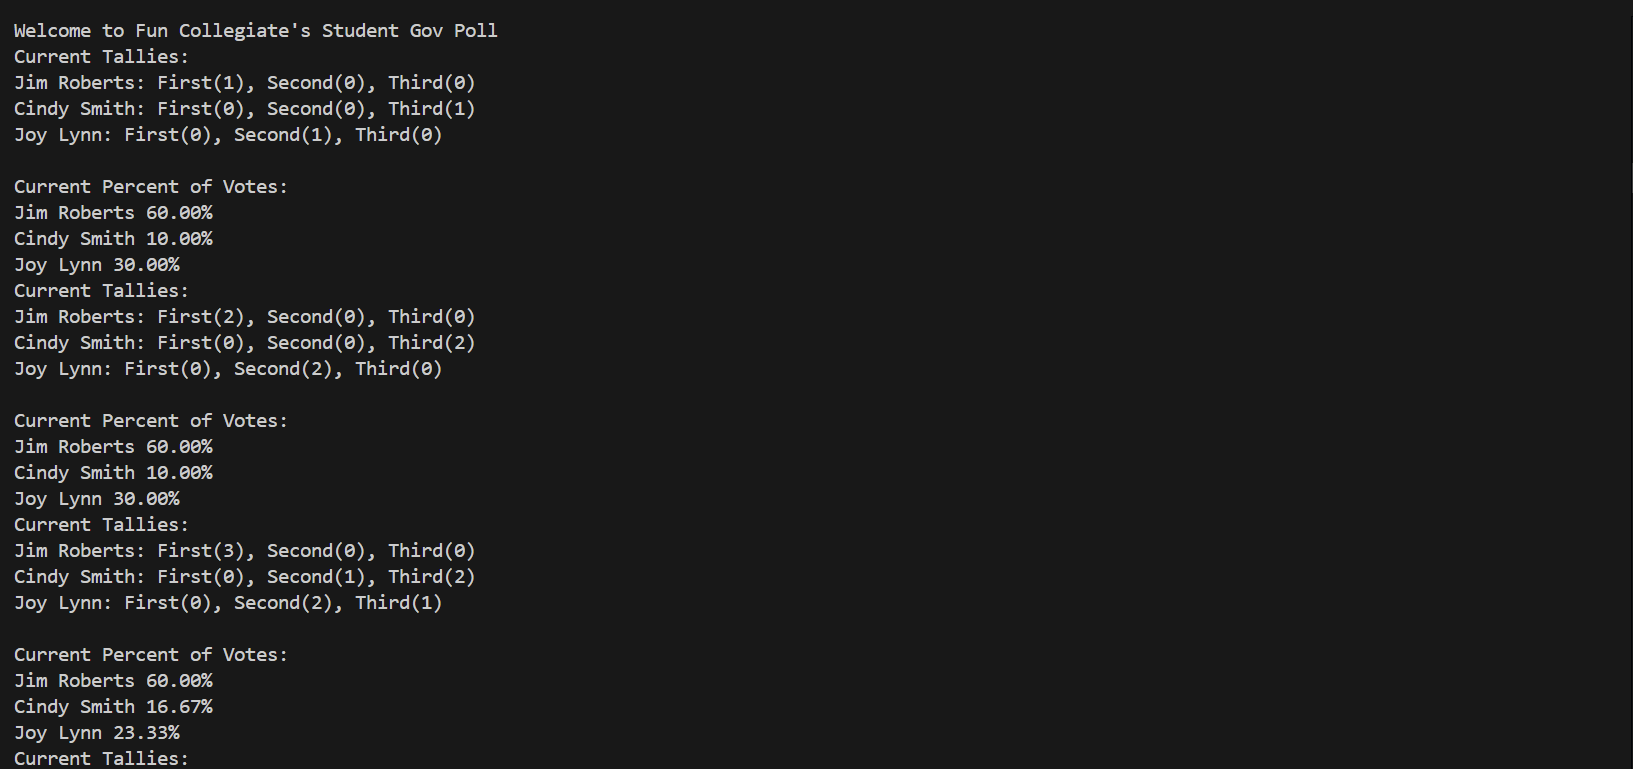 Welcome to Fun Collegiate's Student Gov Poll
Current Tallies:
Jim Roberts: First(1), Second(0), Third(0)
Cindy Smith: First(0), Second(0), Third(1)
Joy Lynn: First(0), Second(1), Third(0)

Current Percent of Votes:
Jim Roberts 60.00%
Cindy Smith 10.00%
Joy Lynn 30.00%
Current Tallies:
Jim Roberts: First(2), Second(0), Third(0)
Cindy Smith: First(0), Second(0), Third(2)
Joy Lynn: First(0), Second(2), Third(0)

Current Percent of Votes:
Jim Roberts 60.00%
Cindy Smith 10.00%
Joy Lynn 30.00%
Current Tallies:
Jim Roberts: First(3), Second(0), Third(0)
Cindy Smith: First(0), Second(1), Third(2)
Joy Lynn: First(0), Second(2), Third(1)

Current Percent of Votes:
Jim Roberts 60.00%
Cindy Smith 16.67%
Joy Lynn 23.33%
Current Tallies: